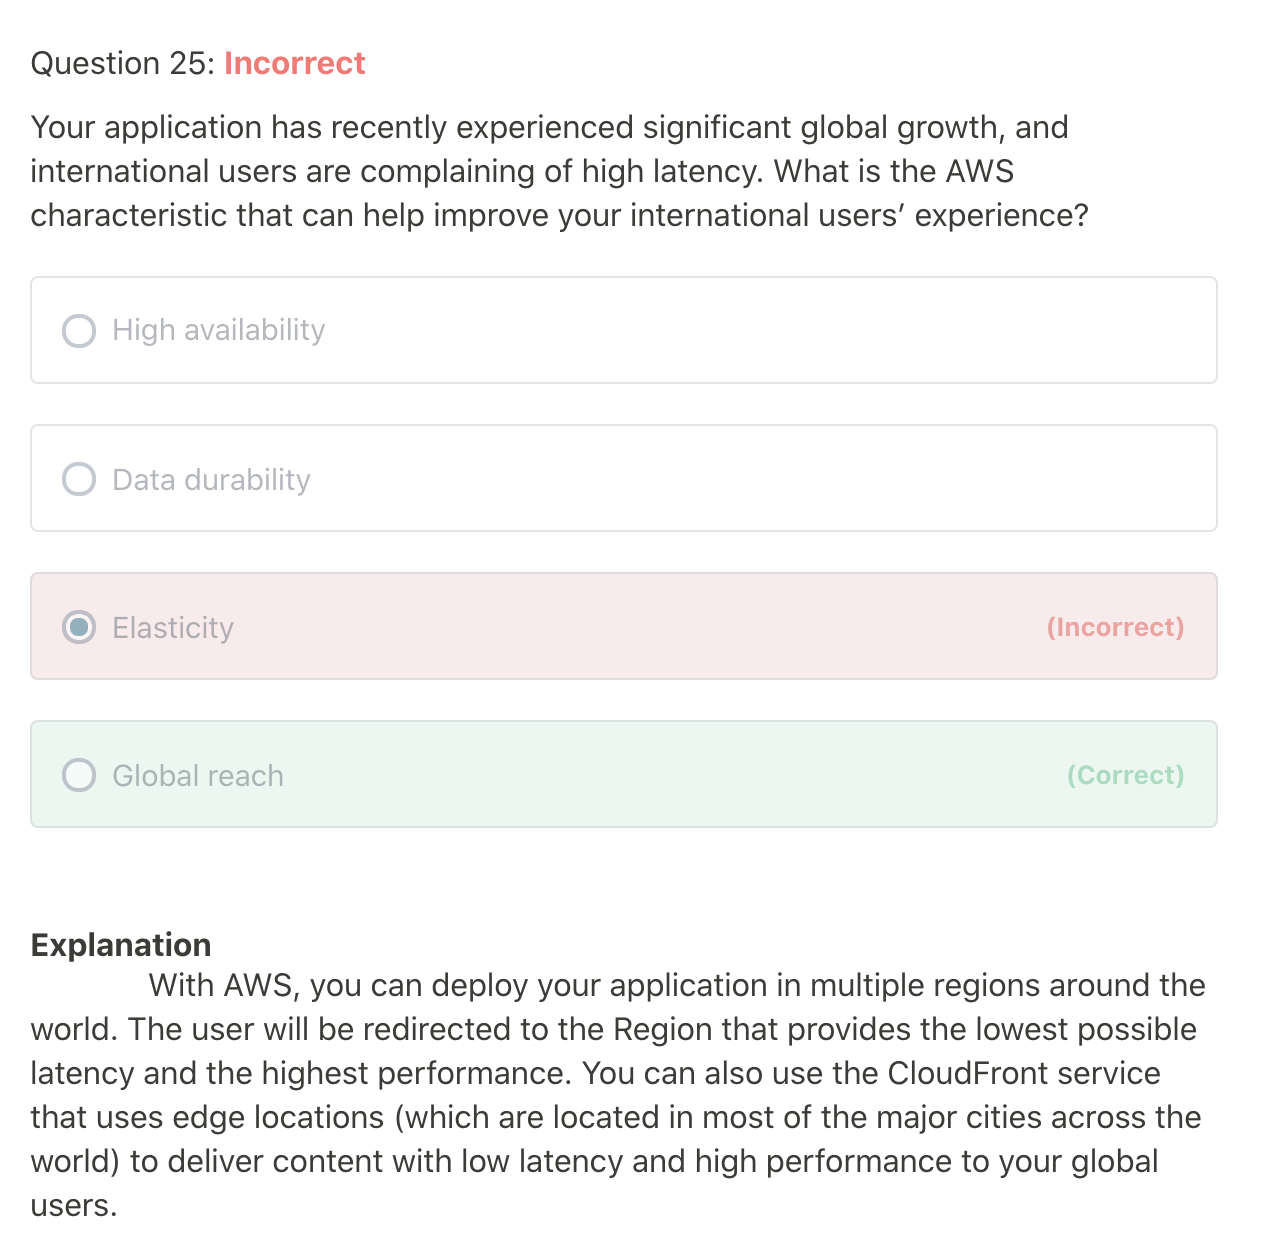 Question 25: Incorrect
Your application has recently experienced significant global growth, and
international users are complaining of high latency. What is the AWS
characteristic that can help improve your international users’ experience?
High availability
Data durability
Elasticity (Incorrect)
Global reach (Correct)
Explanation
With AWS, you can deploy your application in multiple regions around the
world. The user will be redirected to the Region that provides the lowest possible
latency and the highest performance. You can also use the CloudFront service
that uses edge locations (which are located in most of the major cities across the
world) to deliver content with low latency and high performance to your global
users.